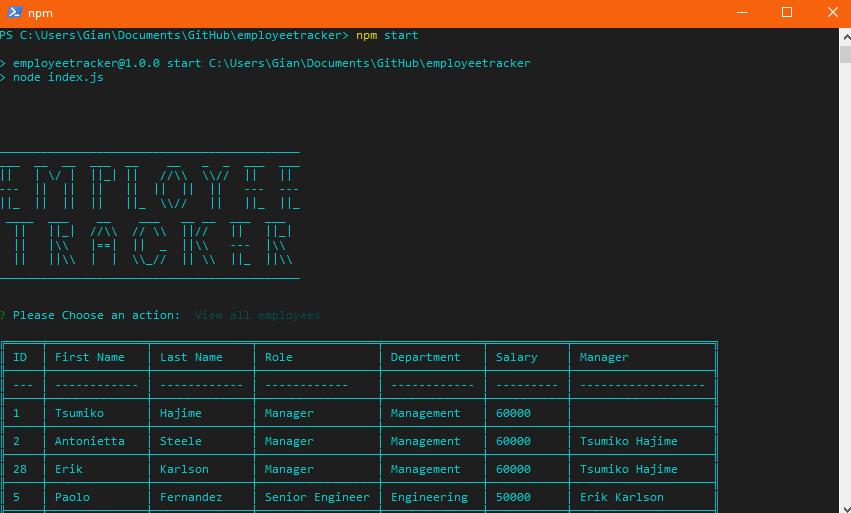 npm
PS C:\Users\Gian\Documents\GitHub\employeetracker> npm start
> employeetracker@1.0.0 start C:\Users\Gian\Documents\GitHub\employeetracker
> node index.js
EMPLOYEE
TRACKER
? Please Choose an action: View all employees
ID First Name Last Name Role Department Salary Manager
--- ------------ ------------ ------------- ------------ --------- ------------------
1 Tsumiko Hajime Manager Management 60000
2 Antonietta Steele Manager Management 60000 Tsumiko Hajime
28 Erik Karlson Manager Management 60000 Tsumiko Hajime
5 Paolo Fernandez Senior Engineer Engineering 50000 Erik Karlson